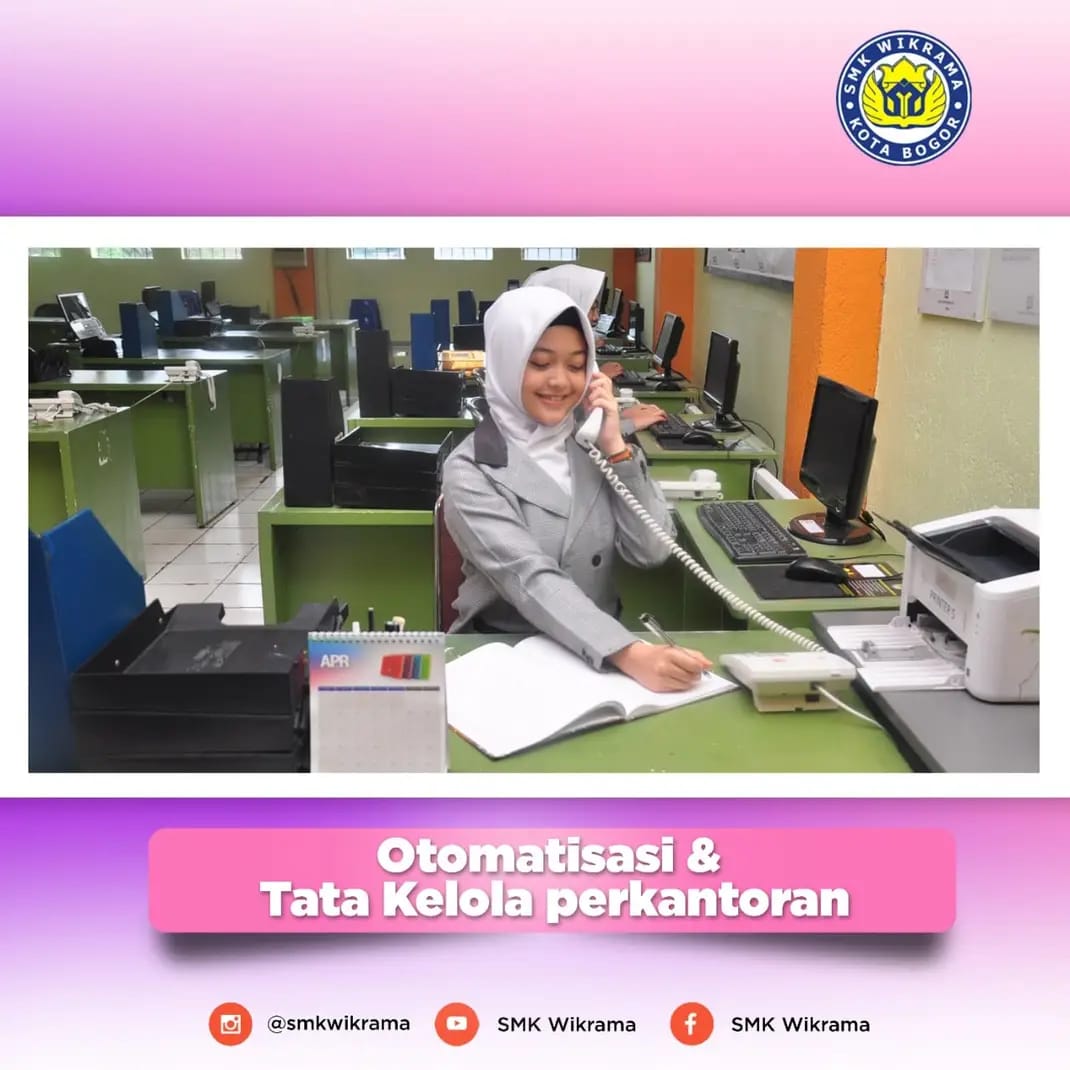 SMK WIKRAMA
KOTA BOGOR
APR
PRINTER 5
Otomatisasi &
Tata Kelola perkantoran
@smkwikrama
SMK Wikrama
SMK Wikrama